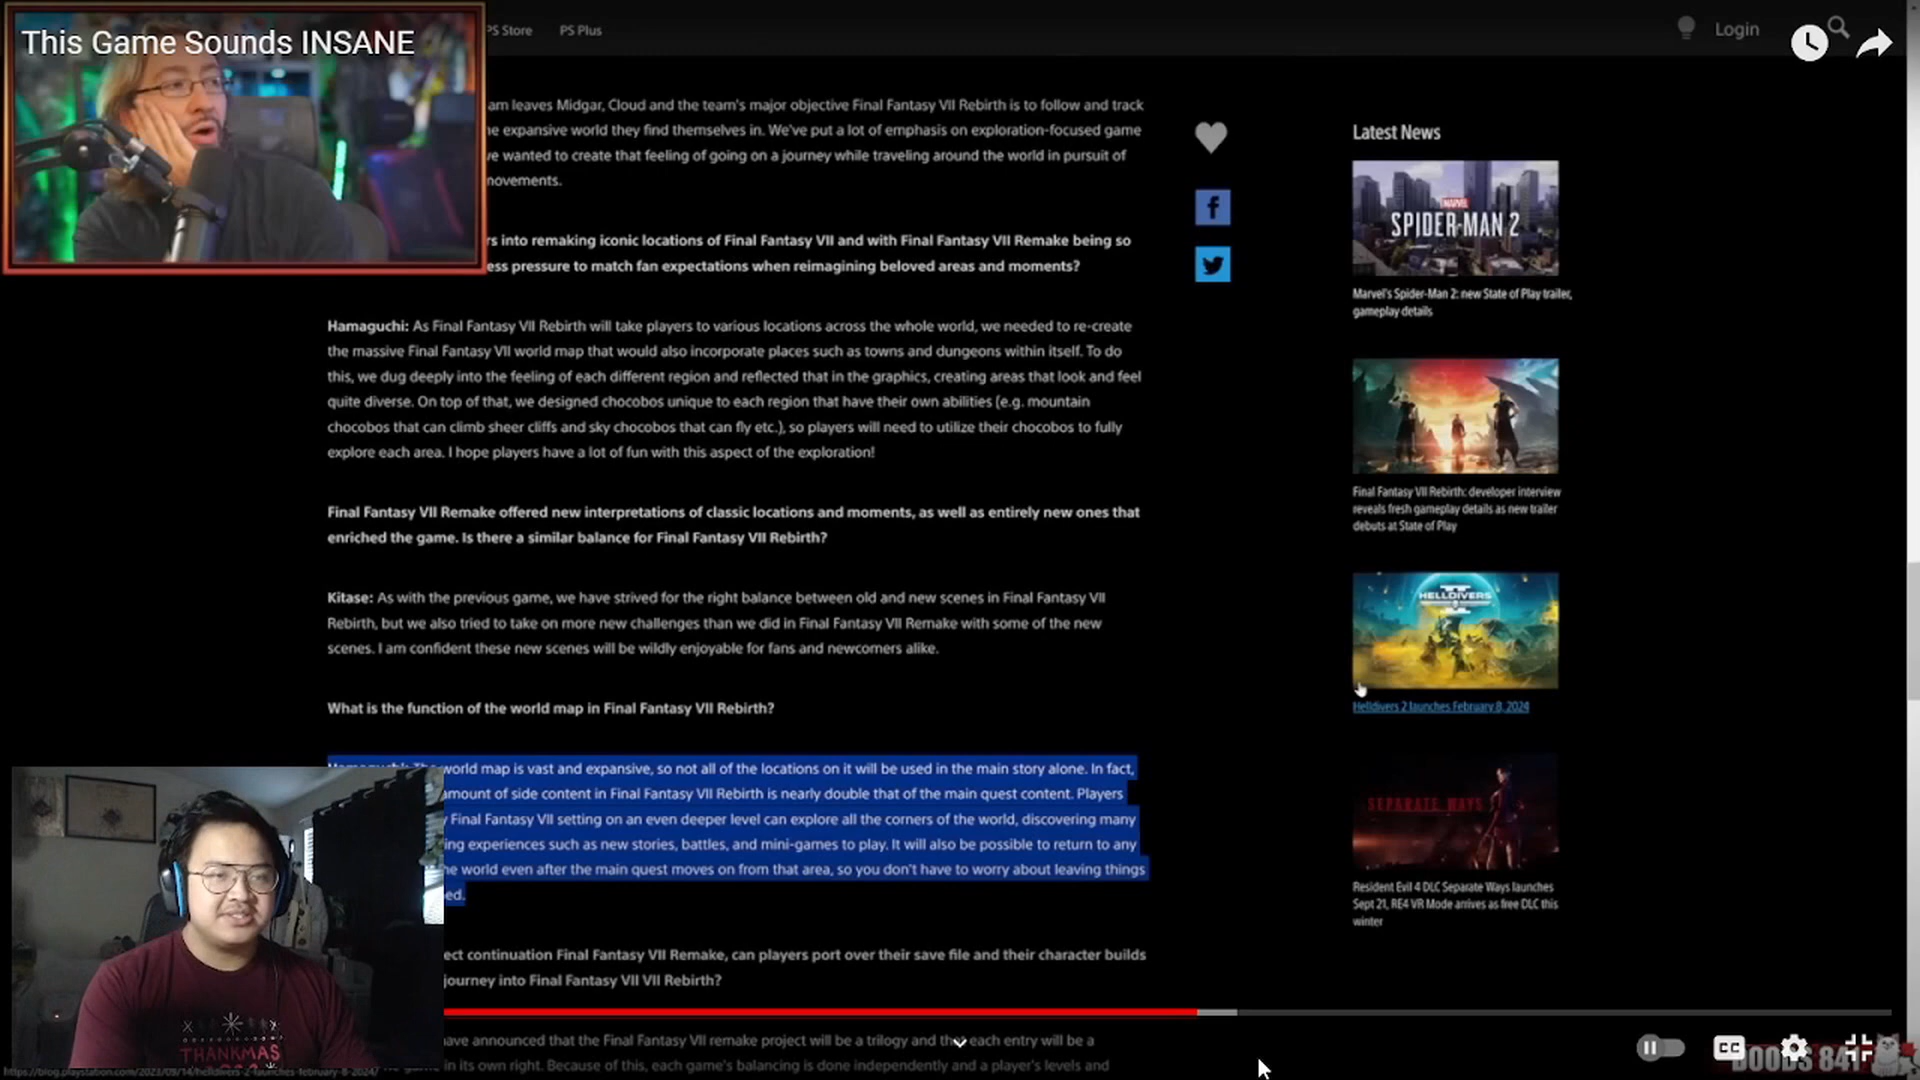 This Game Sounds INSANE
PS Store
PS Plus
Login
am leaves Midgar, Cloud and the team's major objective Final Fantasy VII Rebirth is to follow and track
he expansive world they find themselves in. We've put a lot of emphasis on exploration-focused game
e wanted to create that feeling of going on a journey while traveling around the world in pursuit of
movements.
rs into remaking iconic locations of Final Fantasy VII and with Final Fantasy VII Remake being so
ess pressure to match fan expectations when reimagining beloved areas and moments?
Hamaguchi: As Final Fantasy VII Rebirth will take players to various locations across the whole world, we needed to re-create
the massive Final Fantasy VII world map that would also incorporate places such as towns and dungeons within itself. To do
this, we dug deeply into the feeling of each different region and reflected that in the graphics, creating areas that look and feel
quite diverse. On top of that, we designed chocobos unique to each region that have their own abilities (e.g. mountain
chocobos that can climb sheer cliffs and sky chocobos that can fly etc.), so players will need to utilize their chocobos to fully
explore each area. I hope players have a lot of fun with this aspect of the exploration!
Final Fantasy VII Remake offered new interpretations of classic locations and moments, as well as entirely new ones that
enriched the game. Is there a similar balance for Final Fantasy VII Rebirth?
Kitase: As with the previous game, we have strived for the right balance between old and new scenes in Final Fantasy VII
Rebirth, but we also tried to take on more new challenges than we did in Final Fantasy VII Remake with some of the new
scenes. I am confident these new scenes will be wildly enjoyable for fans and newcomers alike.
What is the function of the world map in Final Fantasy VII Rebirth?
world map is vast and expansive, so not all of the locations on it will be used in the main story alone. In fact,
amount of side content in Final Fantasy VII Rebirth is nearly double that of the main quest content. Players
Final Fantasy VII setting on an even deeper level can explore all the corners of the world, discovering many
ing experiences such as new stories, battles, and mini-games to play. It will also be possible to return to any
he world even after the main quest moves on from that area, so you don't have to worry about leaving things
ed.
ect continuation Final Fantasy VII Remake, can players port over their save file and their character builds
journey into Final Fantasy VII VII Rebirth?
ave announced that the Final Fantasy VII remake project will be a trilogy and each entry will be a
in its own right. Because of this, each game's balancing is done independently and a player's levels and
Latest News
MARVEL
SPIDER-MAN 2
Marvel's Spider-Man 2: new State of Play trailer,
gameplay details
Final Fantasy VII Rebirth: developer interview
reveals fresh gameplay details as new trailer
debuts at State of Play
HELLDIVERS
II
Helldivers 2 launches February 8, 2024
SEPARATE WAYS
Resident Evil 4 DLC Separate Ways launches
Sept 21, RE4 VR Mode arrives as free DLC this
winter
THANKMAS
https://blog.playstation.com/2023/09/14/helldivers-2-launches-february-8-2024/
CC
DOODS 841